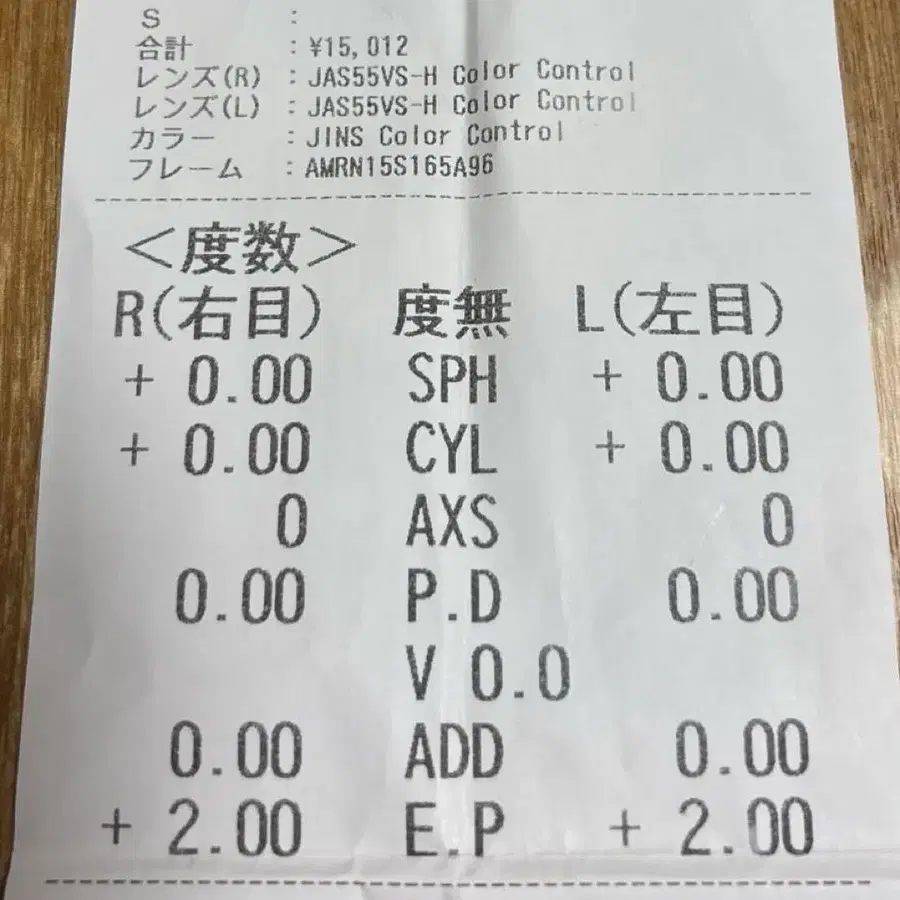 S :
合計 : ¥15,012
レンズ(R) : JAS55VS-H Color Control
レンズ(L) : JAS55VS-H Color Control
カラー : JINS Color Control
フレーム : AMRN15S165A96
＜度数＞
R(右目) 度無 L(左目)
+ 0.00 SPH + 0.00
+ 0.00 CYL + 0.00
0 AXS 0
0.00 P.D 0.00
V 0.0
0.00 ADD 0.00
+ 2.00 E.P + 2.00